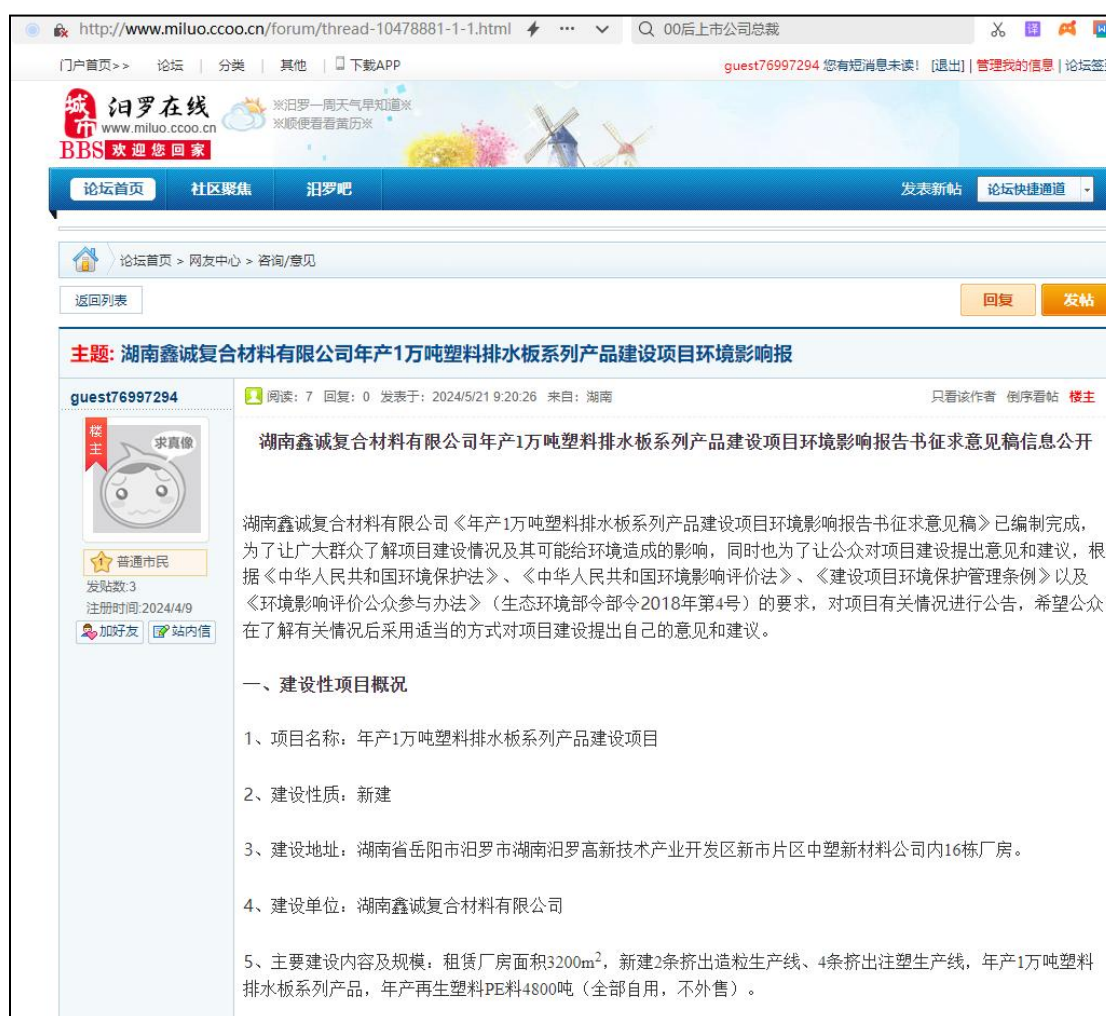 http://www.miluo.ccoo.cn/forum/thread-10478881-1-1.html
00后上市公司总裁
译
门户首页>> 论坛 | 分类 | 其他 | 下载APP
guest76997294 您有短消息未读! [退出] | 管理我的信息 | 论坛签
城市
汨罗在线
www.miluo.ccoo.cn
BBS 欢迎您回家
※汨罗一周天气早知道※
※顺便看看黄历※
论坛首页 社区聚焦 汨罗吧 发表新帖 论坛快捷通道
论坛首页 > 网友中心 > 咨询/意见
返回列表 回复 发帖
主题: 湖南鑫诚复合材料有限公司年产1万吨塑料排水板系列产品建设项目环境影响报
guest76997294
阅读: 7 回复: 0 发表于: 2024/5/21 9:20:26 来自: 湖南
只看该作者 倒序看帖 楼主
楼主
求真像
普通市民
发贴数:3
注册时间:2024/4/9
加好友 站内信
湖南鑫诚复合材料有限公司年产1万吨塑料排水板系列产品建设项目环境影响报告书征求意见稿信息公开
湖南鑫诚复合材料有限公司《年产1万吨塑料排水板系列产品建设项目环境影响报告书征求意见稿》已编制完成，
为了让广大群众了解项目建设情况及其可能给环境造成的影响，同时也为了让公众对项目建设提出意见和建议，根
据《中华人民共和国环境保护法》、《中华人民共和国环境影响评价法》、《建设项目环境保护管理条例》以及
《环境影响评价公众参与办法》（生态环境部令部令2018年第4号）的要求，对项目有关情况进行公告，希望公众
在了解有关情况后采用适当的方式对项目建设提出自己的意见和建议。
一、建设性项目概况
1、项目名称：年产1万吨塑料排水板系列产品建设项目
2、建设性质：新建
3、建设地址：湖南省岳阳市汨罗市湖南汨罗高新技术产业开发区新市片区中塑新材料公司内16栋厂房。
4、建设单位：湖南鑫诚复合材料有限公司
5、主要建设内容及规模：租赁厂房面积3200m²，新建2条挤出造粒生产线、4条挤出注塑生产线，年产1万吨塑料
排水板系列产品，年产再生塑料PE料4800吨（全部自用，不外售）。